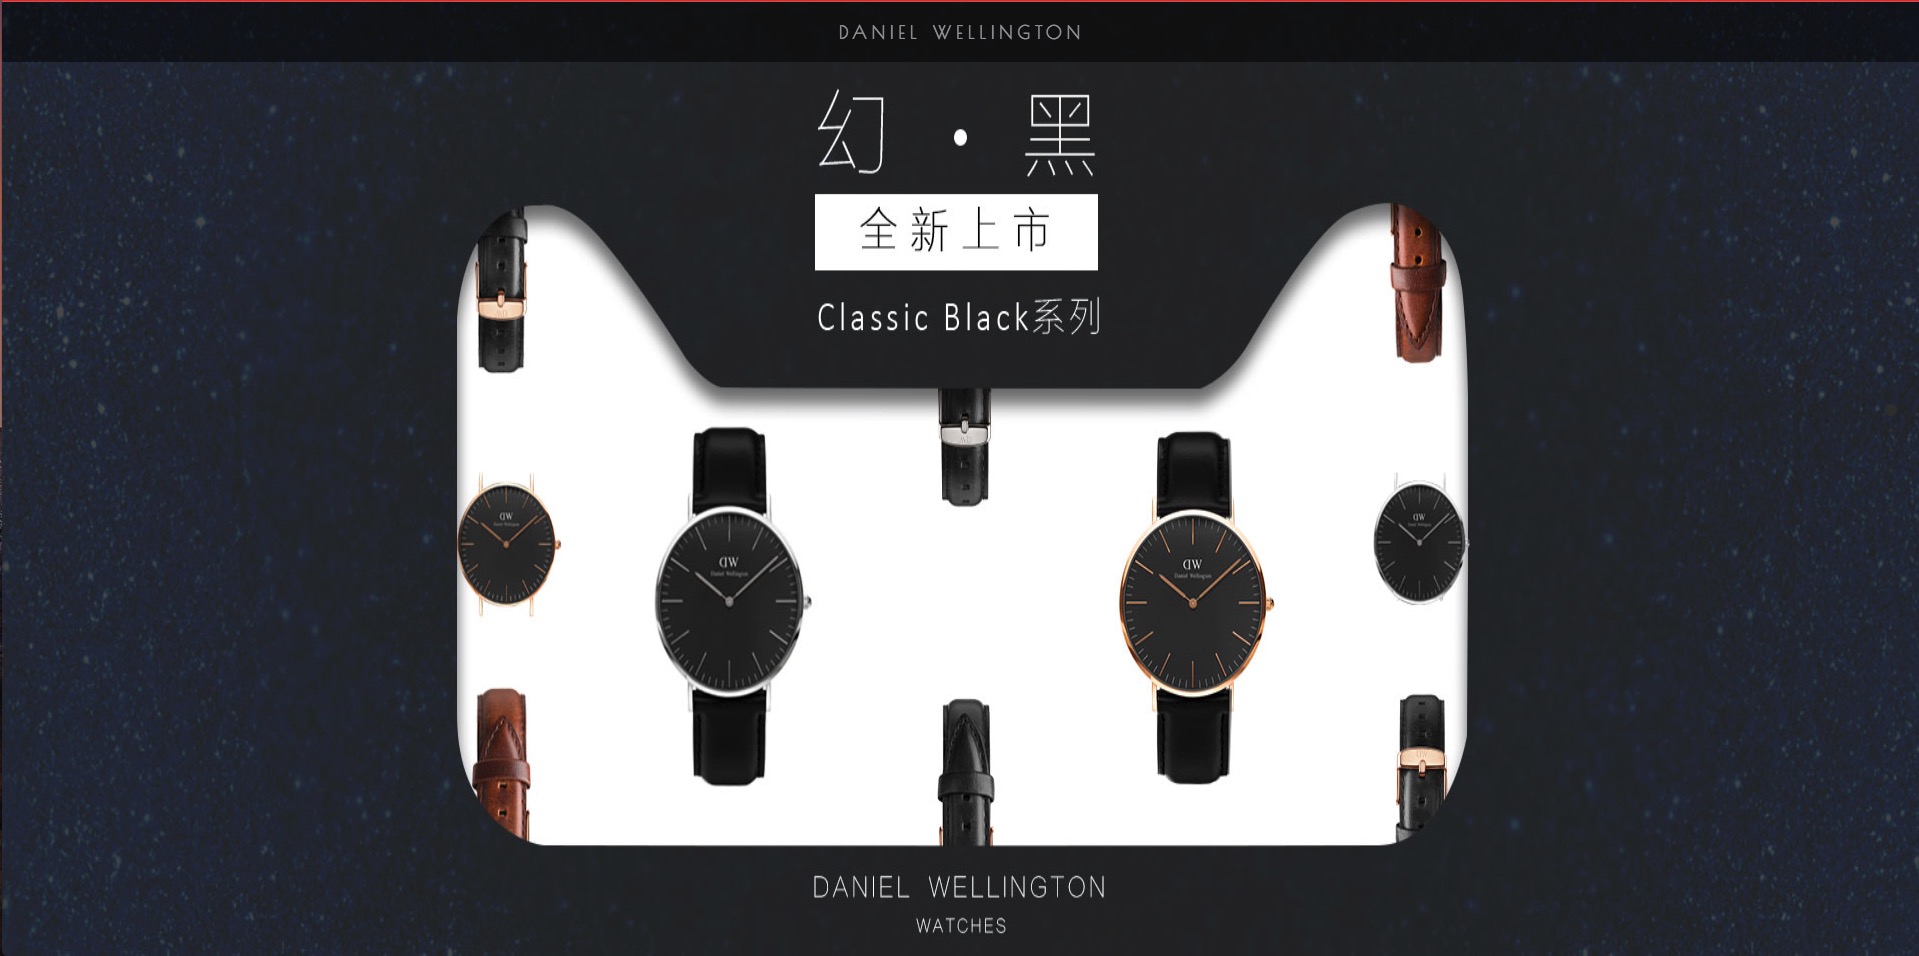 DANIEL WELLINGTON
幻 · 黑
全新上市
Classic Black系列
DW
Daniel Wellington
DW
Daniel Wellington
DW
Daniel Wellington
DW
Daniel Wellington
DANIEL WELLINGTON
WATCHES